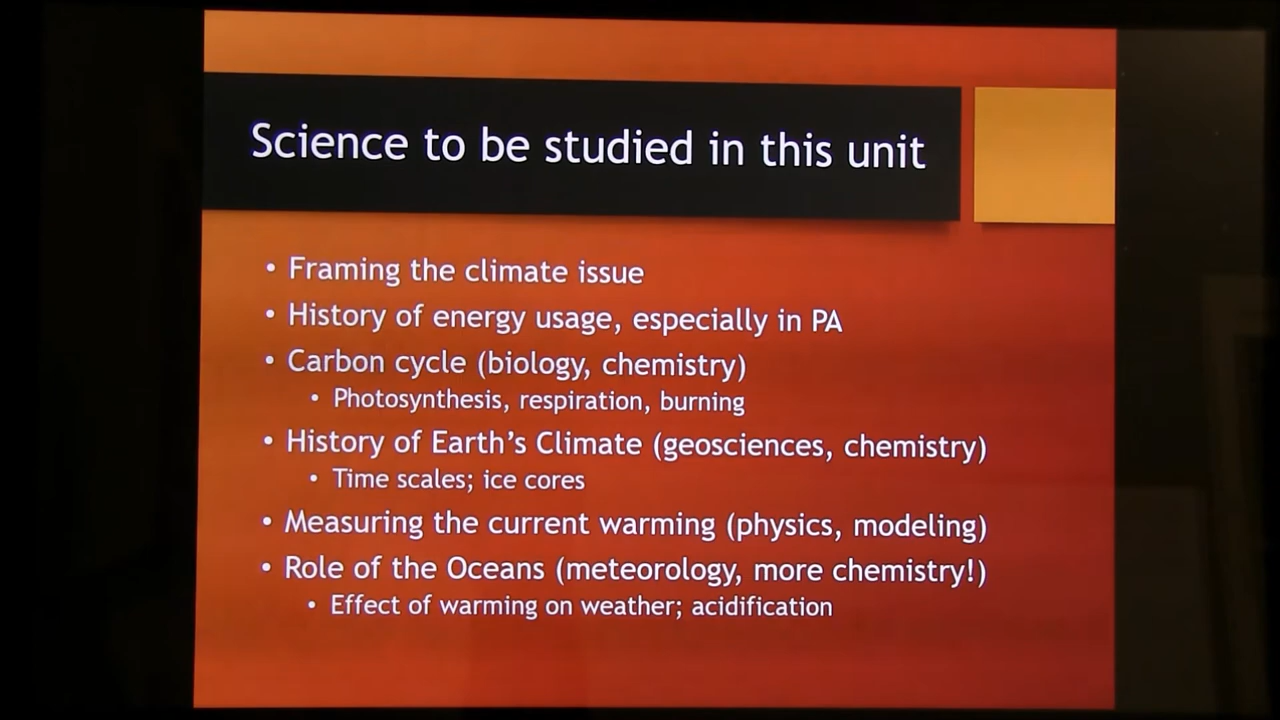 Science to be studied in this unit
• Framing the climate issue
• History of energy usage, especially in PA
• Carbon cycle (biology, chemistry)
• Photosynthesis, respiration, burning
• History of Earth's Climate (geosciences, chemistry)
• Time scales; ice cores
• Measuring the current warming (physics, modeling)
• Role of the Oceans (meteorology, more chemistry!)
• Effect of warming on weather; acidification